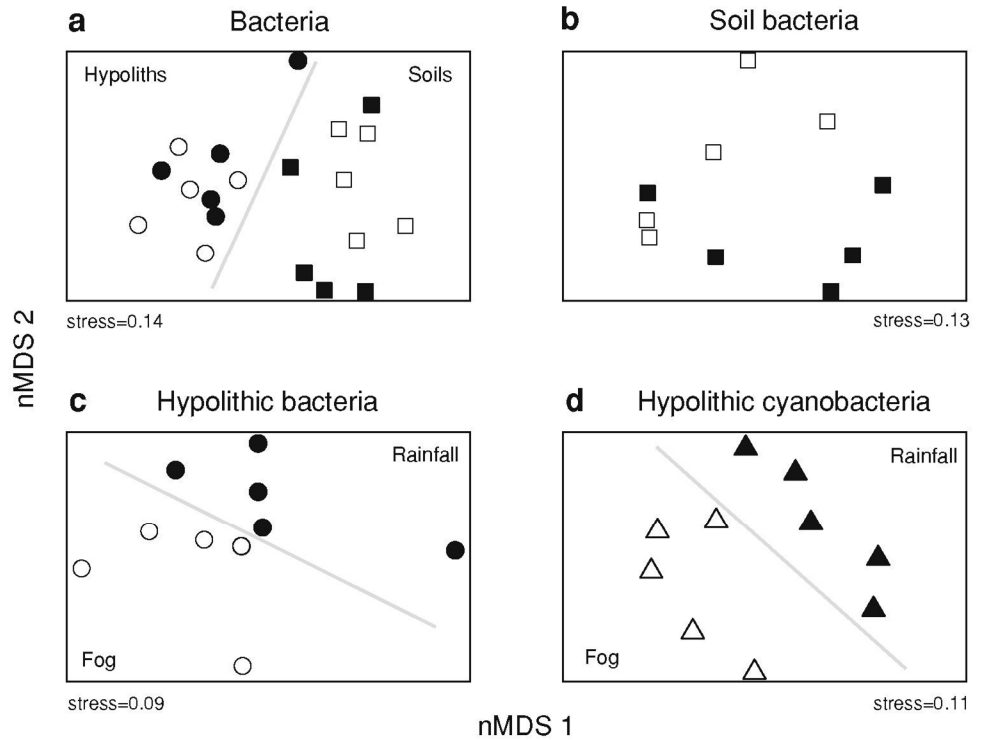 a Bacteria
Hypoliths
Soils
stress=0.14
b Soil bacteria
stress=0.13
nMDS 2
c Hypolithic bacteria
Rainfall
Fog
stress=0.09
d Hypolithic cyanobacteria
Rainfall
Fog
stress=0.11
nMDS 1